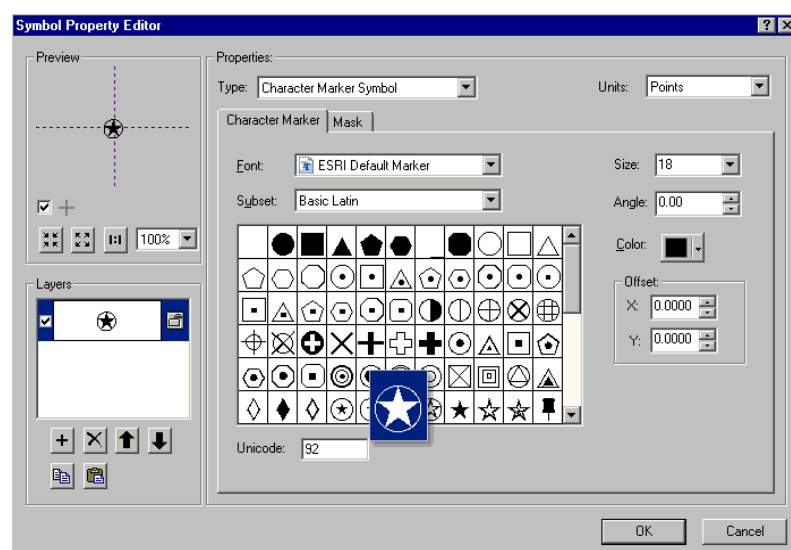 Symbol Property Editor
Preview
100%
Layers
Properties:
Type: Character Marker Symbol
Units: Points
Character Marker
Mask
Font: ESRI Default Marker
Subset: Basic Latin
Unicode: 92
Size: 18
Angle: 0.00
Color:
Offset:
X: 0.0000
Y: 0.0000
OK
Cancel